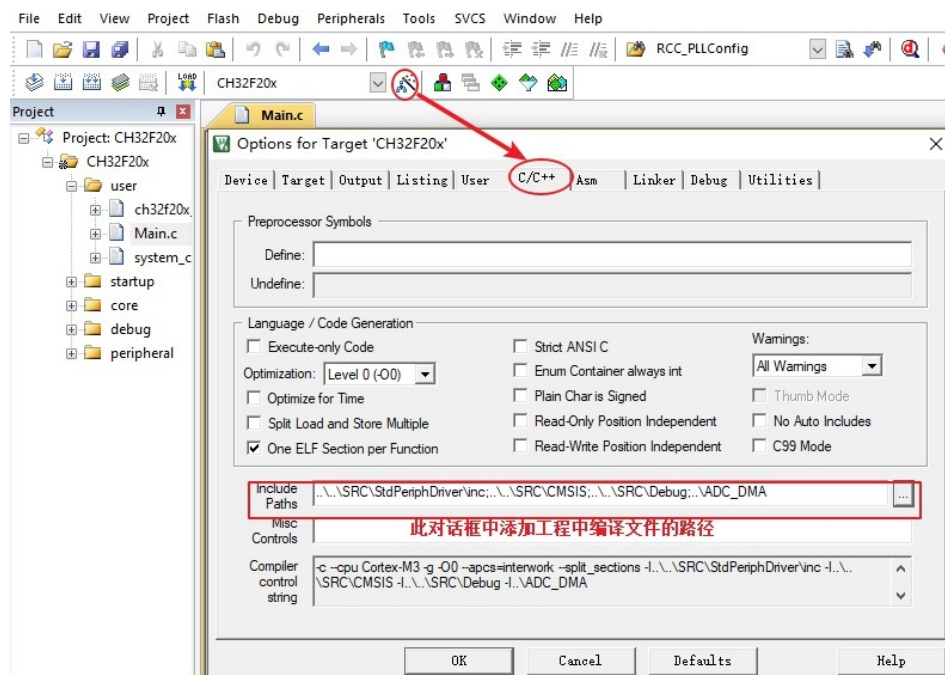 File Edit View Project Flash Debug Peripherals Tools SVCS Window Help
RCC_PLLConfig
LOAD CH32F20x
Project
Main.c
Project: CH32F20x
CH32F20x
user
ch32f20x_
Main.c
system_c
startup
core
debug
peripheral
Options for Target 'CH32F20x'
Device Target Output Listing User C/C++ Asm Linker Debug Utilities
Preprocessor Symbols
Define:
Undefine:
Language / Code Generation
Execute-only Code
Optimization: Level 0 (-O0)
Optimize for Time
Split Load and Store Multiple
One ELF Section per Function
Strict ANSI C
Enum Container always int
Plain Char is Signed
Read-Only Position Independent
Read-Write Position Independent
Warnings:
All Warnings
Thumb Mode
No Auto Includes
C99 Mode
Include
Paths
..\..\SRC\StdPeriphDriver\inc;..\..\SRC\CMSIS;..\..\SRC\Debug;..\ADC_DMA
...
此对话框中添加工程中编译文件的路径
Misc
Controls
Compiler
control
string
-c --cpu Cortex-M3 -g -O0 --apcs=interwork --split_sections -I..\..\SRC\StdPeriphDriver\inc -I..\..
\SRC\CMSIS -I..\..\SRC\Debug -I..\ADC_DMA
OK Cancel Defaults Help